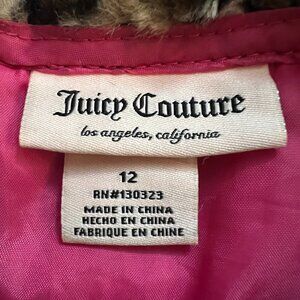 Juicy Couture
los angeles, california
12
RN#130323
MADE IN CHINA
HECHO EN CHINA
FABRIQUE EN CHINE